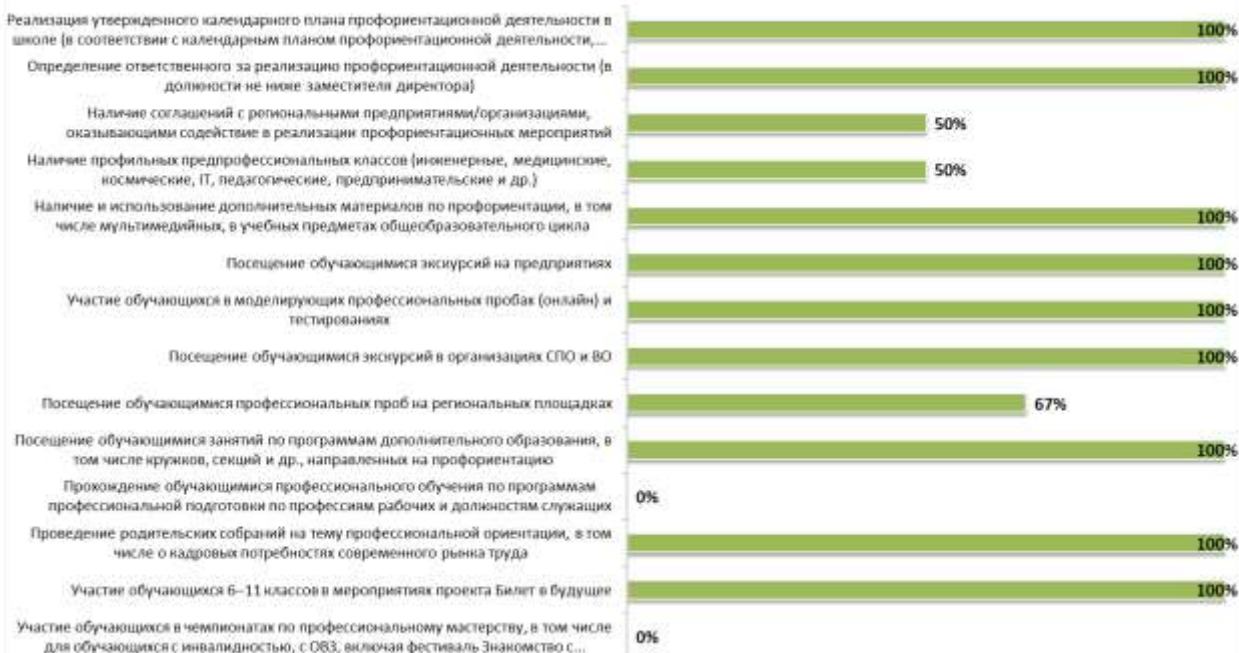 Реализация утвержденного календарного плана профориентационной деятельности в
школе (в соответствии с календарным планом профориентационной деятельности,...
100%
Определение ответственного за реализацию профориентационной деятельности (в
должности не ниже заместителя директора)
100%
Наличие соглашений с региональными предприятиями/организациями,
оказывающими содействие в реализации профориентационных мероприятий
50%
Наличие профильных предпрофессиональных классов (инженерные, медицинские,
космические, IT, педагогические, предпринимательские и др.)
50%
Наличие и использование дополнительных материалов по профориентации, в том
числе мультимедийных, в учебных предметах общеобразовательного цикла
100%
Посещение обучающимися экскурсий на предприятиях
100%
Участие обучающихся в моделирующих профессиональных пробах (онлайн) и
тестированиях
100%
Посещение обучающимися экскурсий в организациях СПО и ВО
100%
Посещение обучающимися профессиональных проб на региональных площадках
67%
Посещение обучающимися занятий по программам дополнительного образования, в
том числе кружков, секций и др., направленных на профориентацию
100%
Прохождение обучающимися профессионального обучения по программам
профессиональной подготовки по профессиям рабочих и должностям служащих
0%
Проведение родительских собраний на тему профессиональной ориентации, в том
числе о кадровых потребностях современного рынка труда
100%
Участие обучающихся 6–11 классов в мероприятиях проекта Билет в будущее
100%
Участие обучающихся в чемпионатах по профессиональному мастерству, в том числе
для обучающихся с инвалидностью, с ОВЗ, включая фестиваль Знакомство с...
0%